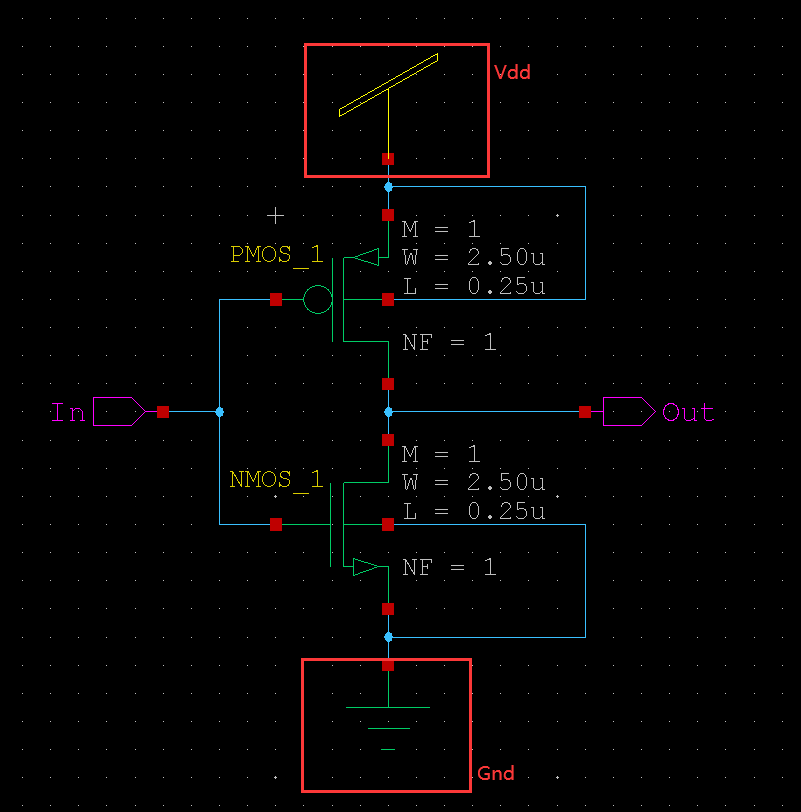 Vdd
PMOS_1
M = 1
W = 2.50u
L = 0.25u
NF = 1
In
Out
NMOS_1
M = 1
W = 2.50u
L = 0.25u
NF = 1
Gnd